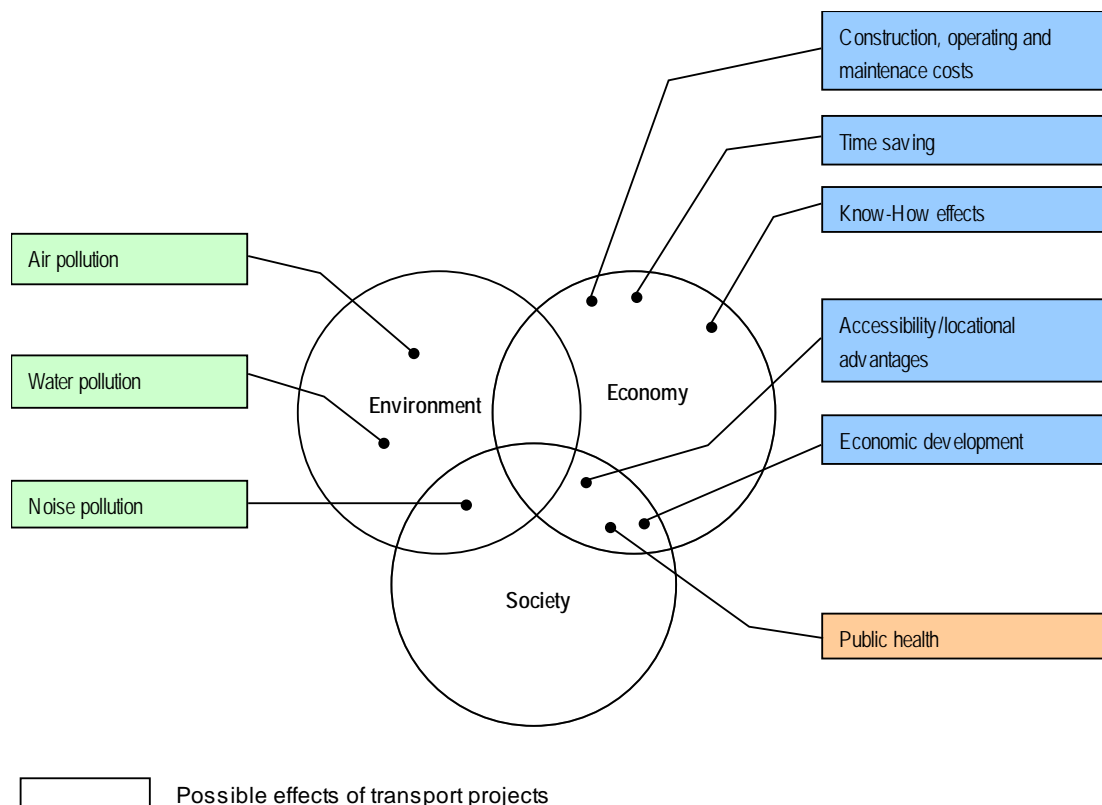 Construction, operating and
maintenace costs
Time saving
Know-How effects
Air pollution
Accessibility/locational
advantages
Water pollution
Environment
Economy
Economic development
Noise pollution
Society
Public health
Possible effects of transport projects